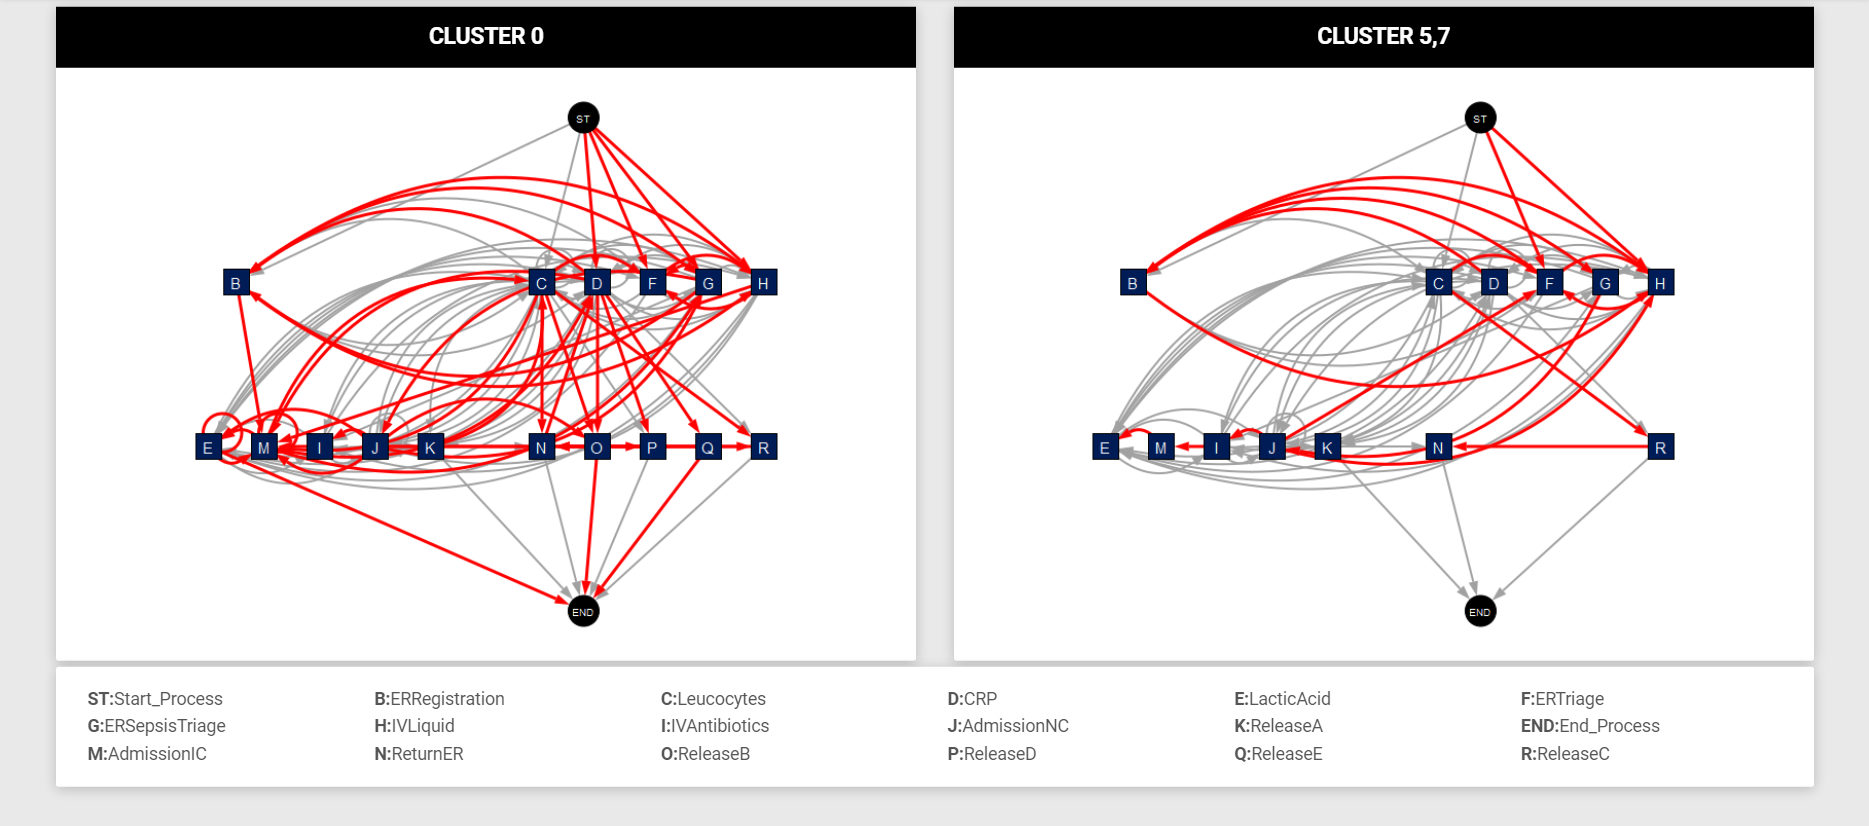 CLUSTER 0
ST
B C D F G H
E M I J K N O P Q R
END
CLUSTER 5,7
ST
B C D F G H
E M I J K N R
END
ST:Start_Process B:ERRegistration C:Leucocytes D:CRP E:LacticAcid F:ERTriage
G:ERSepsisTriage H:IVLiquid I:IVAntibiotics J:AdmissionNC K:ReleaseA END:End_Process
M:AdmissionIC N:ReturnER O:ReleaseB P:ReleaseD Q:ReleaseE R:ReleaseC